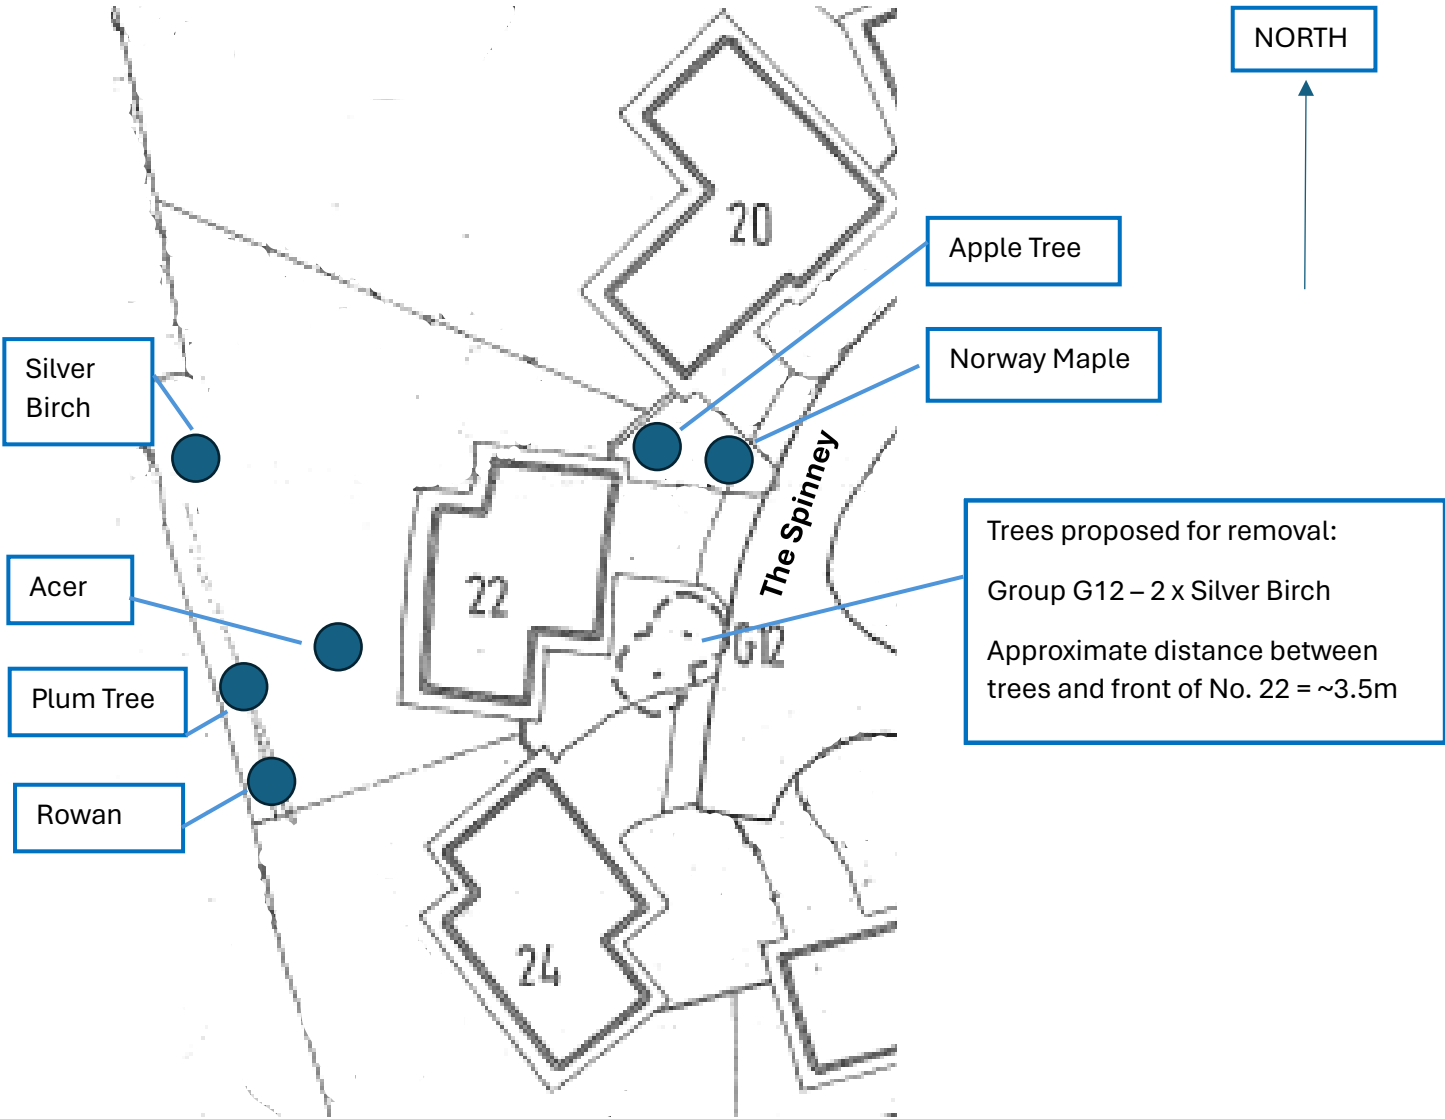 NORTH
20
Apple Tree
Norway Maple
Silver
Birch
The Spinney
Trees proposed for removal:
Group G12 – 2 x Silver Birch
Approximate distance between
trees and front of No. 22 = ~3.5m
Acer
22
G12
Plum Tree
Rowan
24